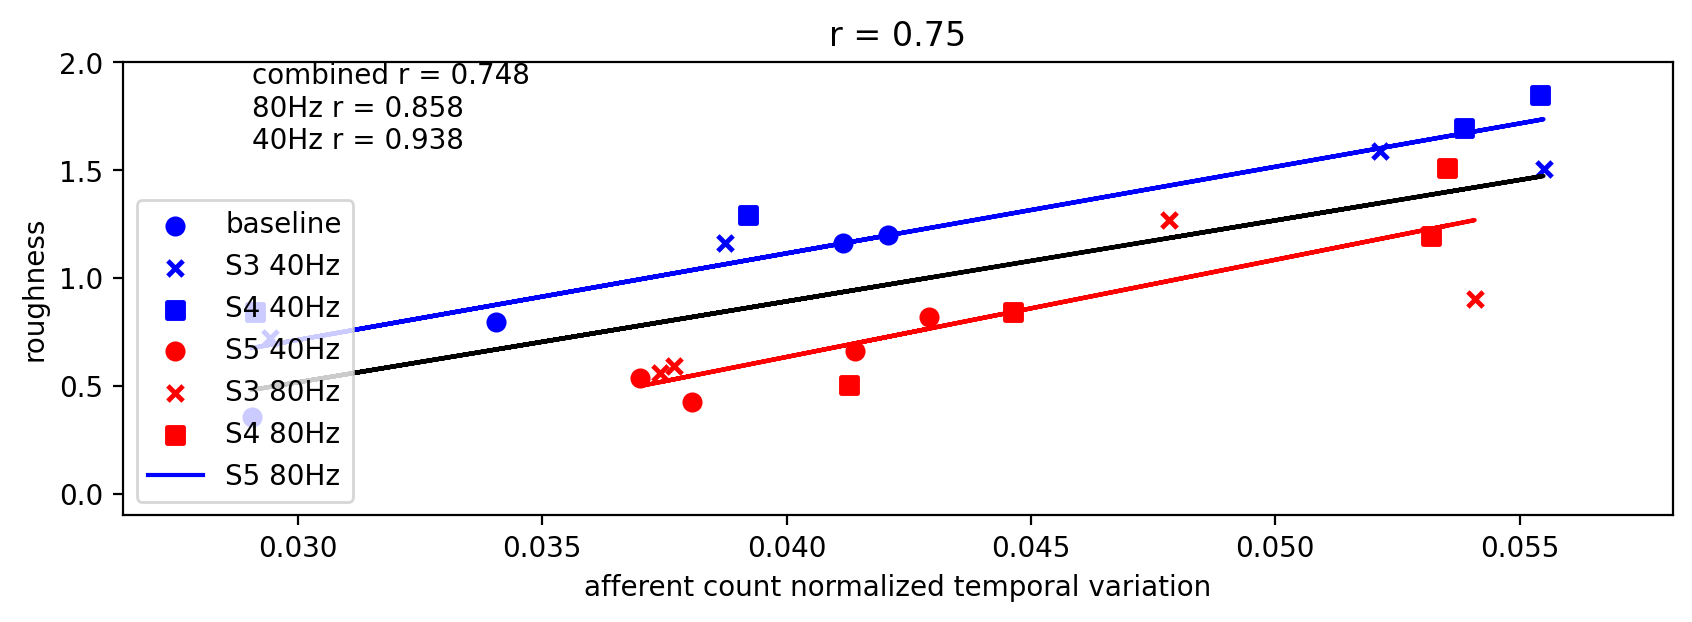 r = 0.75
combined r = 0.748
80Hz r = 0.858
40Hz r = 0.938
2.0
1.5
1.0
0.5
0.0
roughness
baseline
S3 40Hz
S4 40Hz
S5 40Hz
S3 80Hz
S4 80Hz
S5 80Hz
0.030 0.035 0.040 0.045 0.050 0.055
afferent count normalized temporal variation